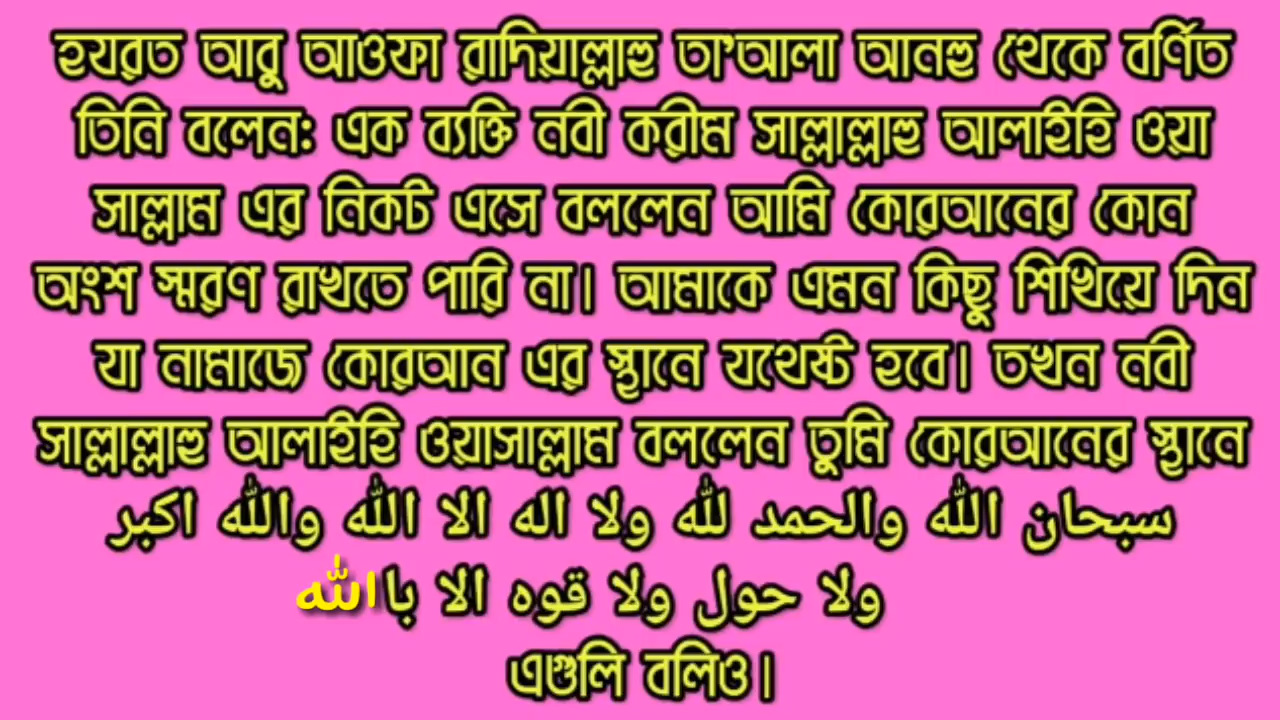 হযরত আবু আওফা রাদিয়াল্লাহু তা'আলা আনহু থেকে বর্ণিত
তিনি বলেন: এক ব্যক্তি নবী করীম সাল্লাল্লাহু আলাইহি ওয়া
সাল্লাম এর নিকট এসে বললেন আমি কোরআনের কোন
অংশ স্মরণ রাখতে পারি না। আমাকে এমন কিছু শিখিয়ে দিন
যা নামাজে কোরআন এর স্থানে যথেষ্ট হবে। তখন নবী
সাল্লাল্লাহু আলাইহি ওয়াসাল্লাম বললেন তুমি কোরআনের স্থানে
سبحان الله والحمد لله ولا اله الا الله والله اكبر
ولا حول ولا قوه الا باالله
এগুলি বলিও।